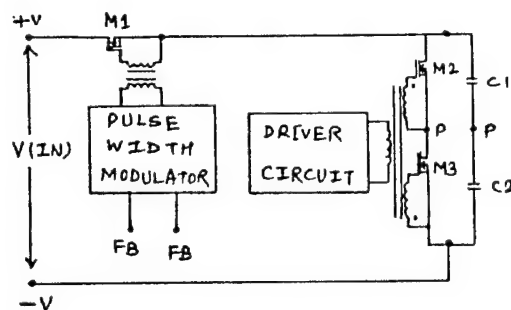 +V
M1
M2
C1
PULSE
WIDTH
MODULATOR
DRIVER
CIRCUIT
P
P
V(IN)
M3
C2
FB
FB
-V